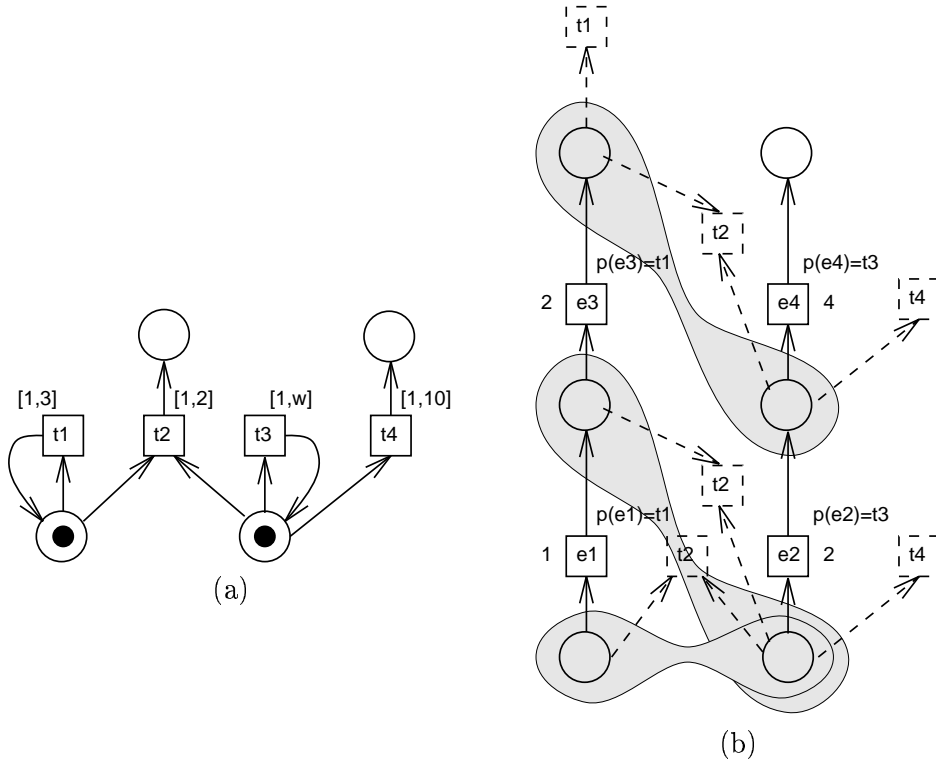 [1,3]
[1,2]
[1,w]
[1,10]
t1
t2
t3
t4
(a)
t1
t2
p(e3)=t1
p(e4)=t3
2
e3
e4
4
t4
t2
p(e1)=t1
p(e2)=t3
1
e1
t2
e2
2
t4
(b)